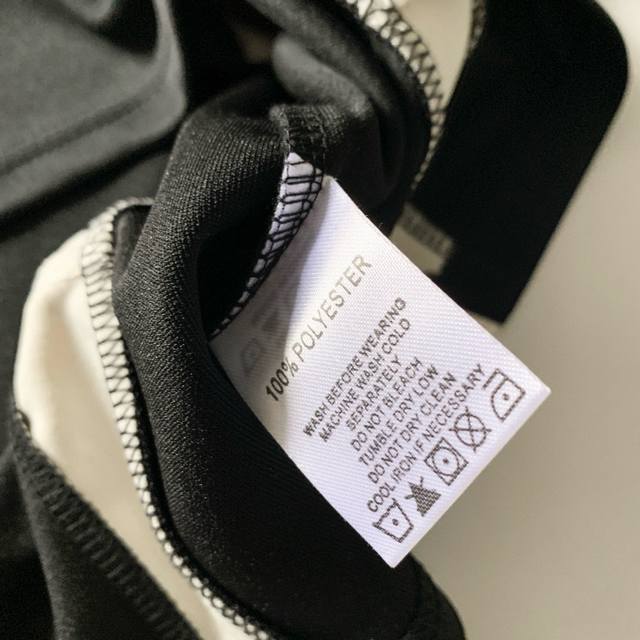 100% POLYESTER
WASH BEFORE WEARING
MACHINE WASH COLD
SEPARATELY
DO NOT BLEACH
TUMBLE DRY LOW
DO NOT DRY CLEAN
COOL IRON IF NECESSARY